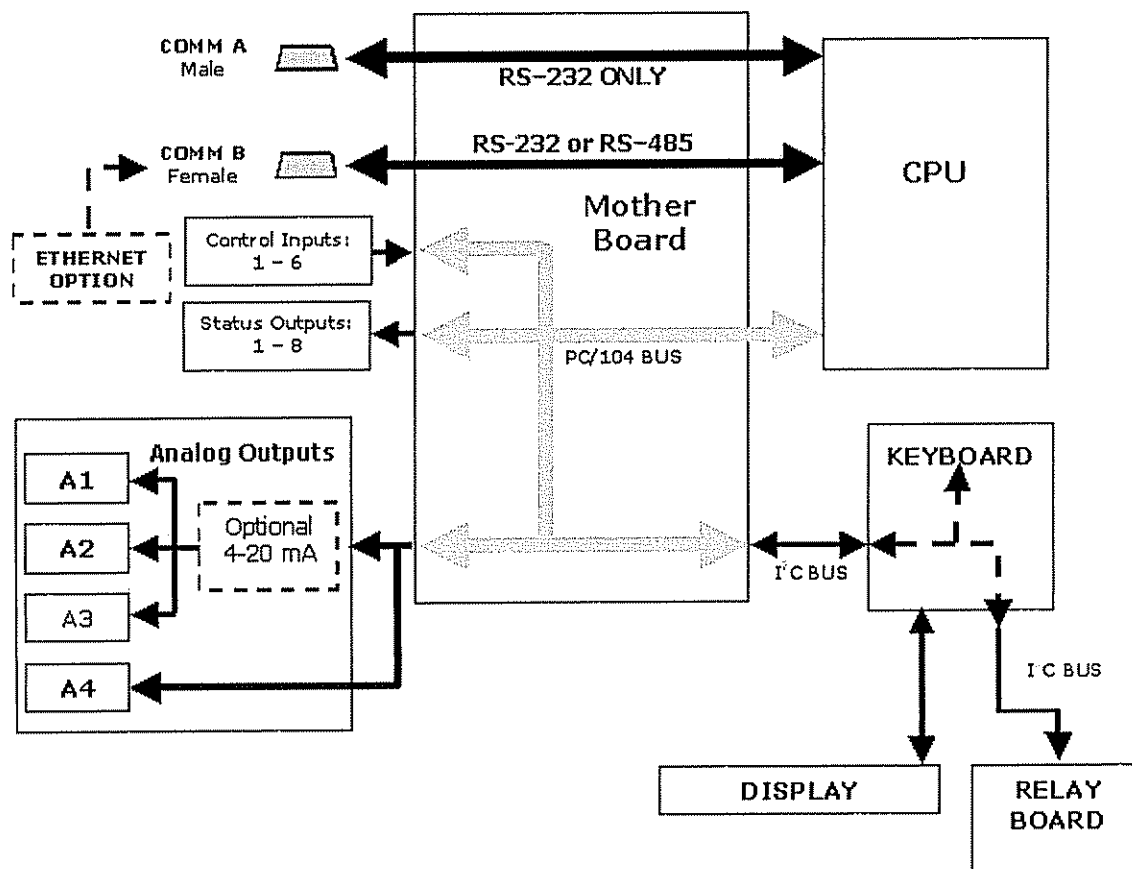 COMM A
Male
RS-232 ONLY
COMM B
Female
RS-232 or RS-485
CPU
Mother
Board
ETHERNET
OPTION
Control Inputs:
1 - 6
Status Outputs:
1 - 8
PC/104 BUS
Analog Outputs
A1
A2
A3
A4
Optional
4-20 mA
I²C BUS
KEYBOARD
I C BUS
DISPLAY
RELAY
BOARD